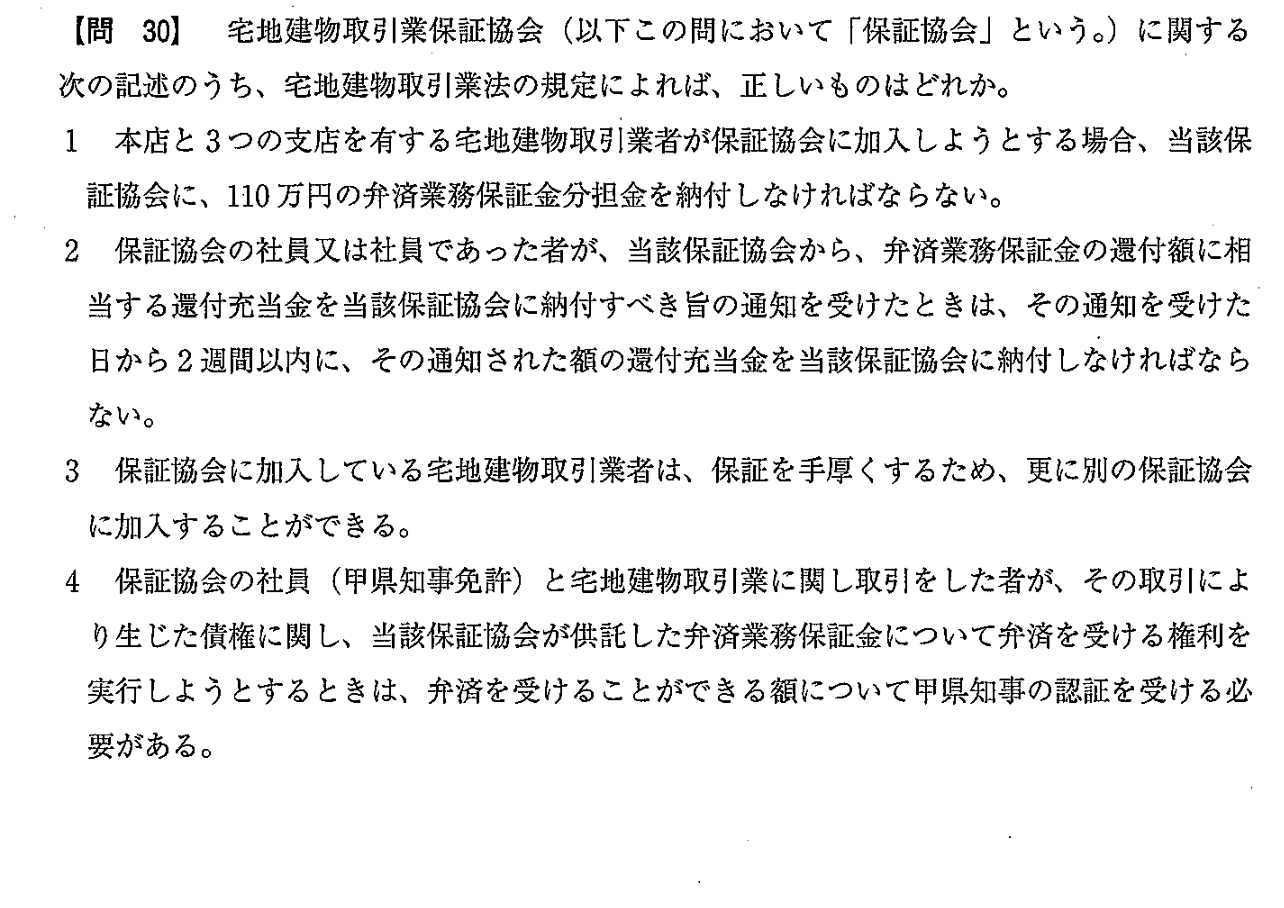 【問　30】　宅地建物取引業保証協会（以下この問において「保証協会」という。）に関する
次の記述のうち、宅地建物取引業法の規定によれば、正しいものはどれか。
1　本店と3つの支店を有する宅地建物取引業者が保証協会に加入しようとする場合、当該保
証協会に、110万円の弁済業務保証金分担金を納付しなければならない。
2　保証協会の社員又は社員であった者が、当該保証協会から、弁済業務保証金の還付額に相
当する還付充当金を当該保証協会に納付すべき旨の通知を受けたときは、その通知を受けた
日から2週間以内に、その通知された額の還付充当金を当該保証協会に納付しなければなら
ない。
3　保証協会に加入している宅地建物取引業者は、保証を手厚くするため、更に別の保証協会
に加入することができる。
4　保証協会の社員（甲県知事免許）と宅地建物取引業に関し取引をした者が、その取引によ
り生じた債権に関し、当該保証協会が供託した弁済業務保証金について弁済を受ける権利を
実行しようとするときは、弁済を受けることができる額について甲県知事の認証を受ける必
要がある。